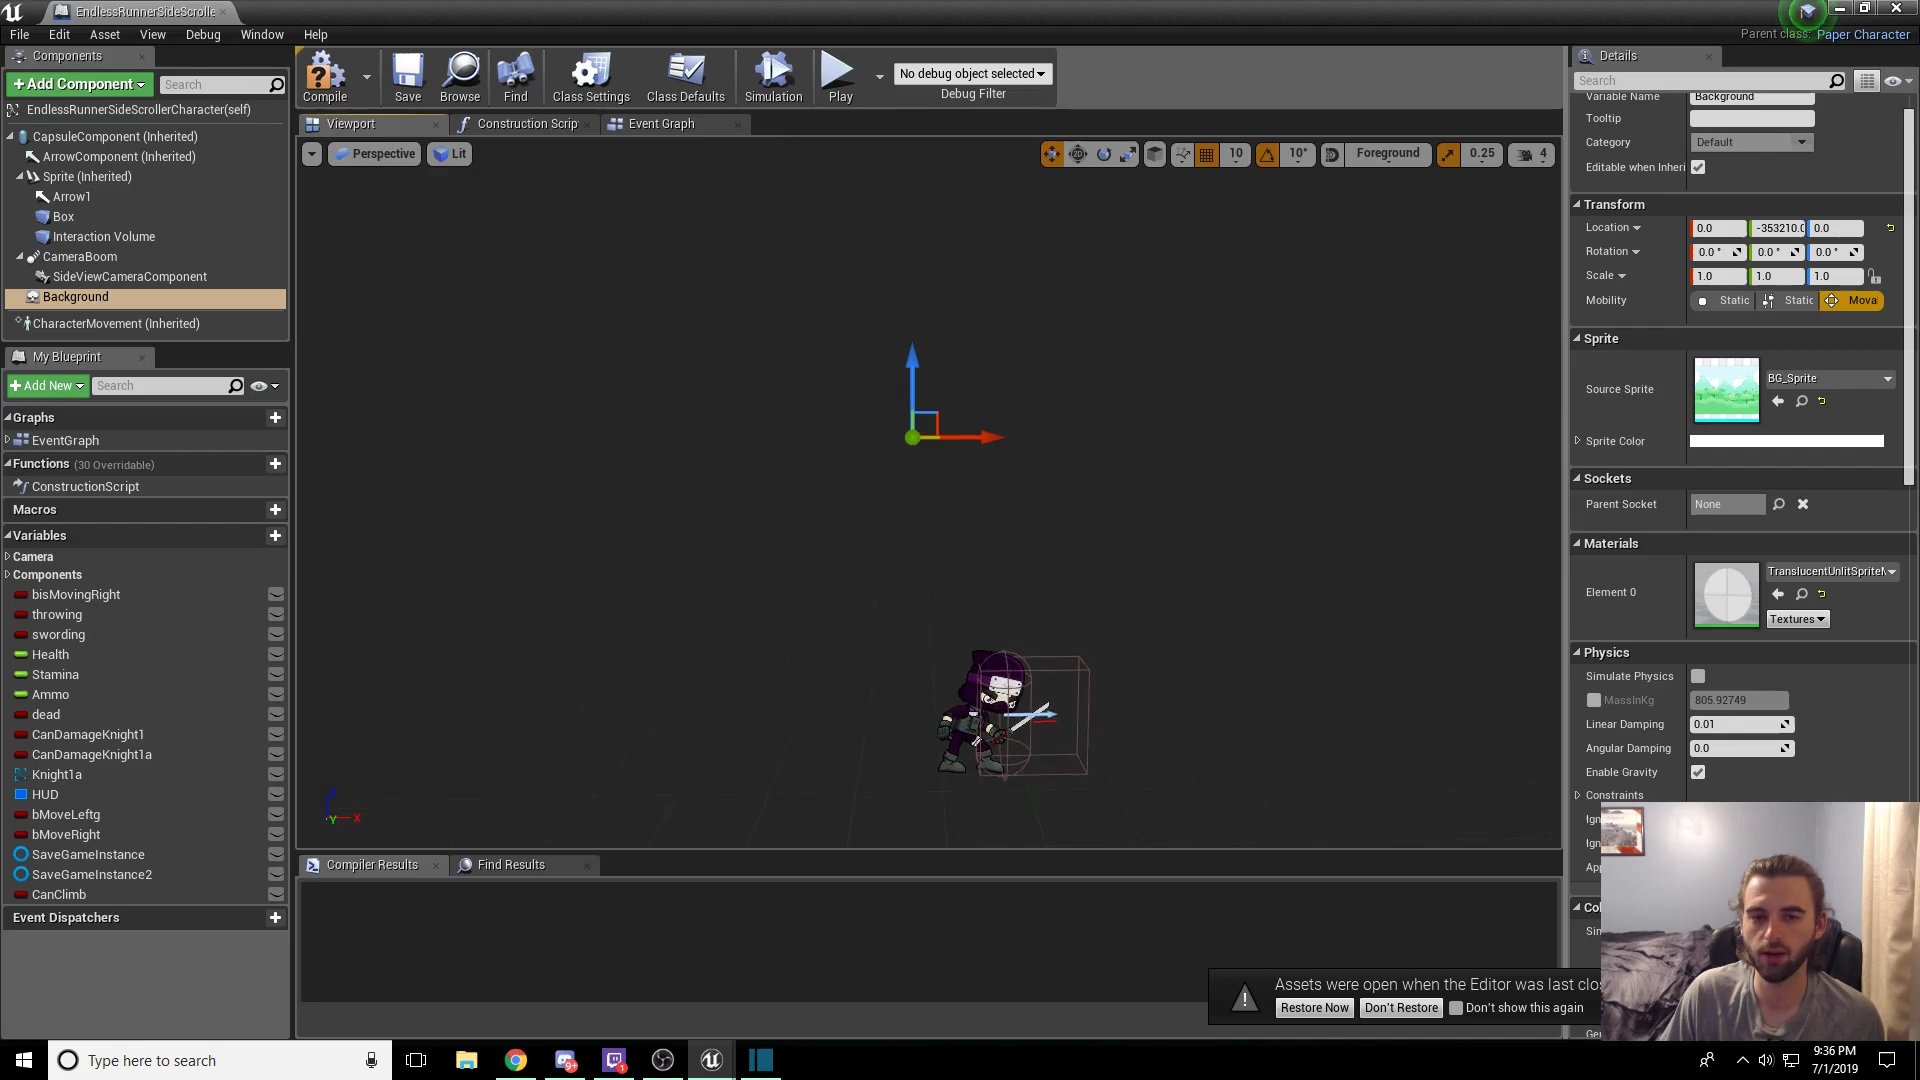 EndlessRunnerSideScrolle
File Edit Asset View Debug Window Help
Parent class: Paper Character
Components
+Add Component Search
EndlessRunnerSideScrollerCharacter(self)
CapsuleComponent (Inherited)
ArrowComponent (Inherited)
Sprite (Inherited)
Arrow1
Box
Interaction Volume
CameraBoom
SideViewCameraComponent
Background
CharacterMovement (Inherited)
My Blueprint
+Add New Search
Graphs
EventGraph
Functions (30 Overridable)
ConstructionScript
Macros
Variables
Camera
Components
bisMovingRight
throwing
swording
Health
Stamina
Ammo
dead
CanDamageKnight1
CanDamageKnight1a
Knight1a
HUD
bMoveLeftg
bMoveRight
SaveGameInstance
SaveGameInstance2
CanClimb
Event Dispatchers
Compile Save Browse Find Class Settings Class Defaults Simulation Play
No debug object selected
Debug Filter
Viewport Construction Scrip Event Graph
Perspective Lit 10 10° Foreground 0.25 4
Z
Y X
Compiler Results Find Results
Details
Search
Variable Name Background
Tooltip
Category Default
Editable when Inheri
Transform
Location 0.0 -353210.0 0.0
Rotation 0.0 ° 0.0 ° 0.0 °
Scale 1.0 1.0 1.0
Mobility Static Static Moval
Sprite
Source Sprite BG_Sprite
Sprite Color
Sockets
Parent Socket None
Materials
Element 0 TranslucentUnlitSprite
Textures
Physics
Simulate Physics
MassInKg 805.92749
Linear Damping 0.01
Angular Damping 0.0
Enable Gravity
Constraints
Ign
Ign
App
Col
Sin
Ge
Assets were open when the Editor was last clos
Restore Now Don't Restore Don't show this again
Type here to search
9:36 PM
7/1/2019